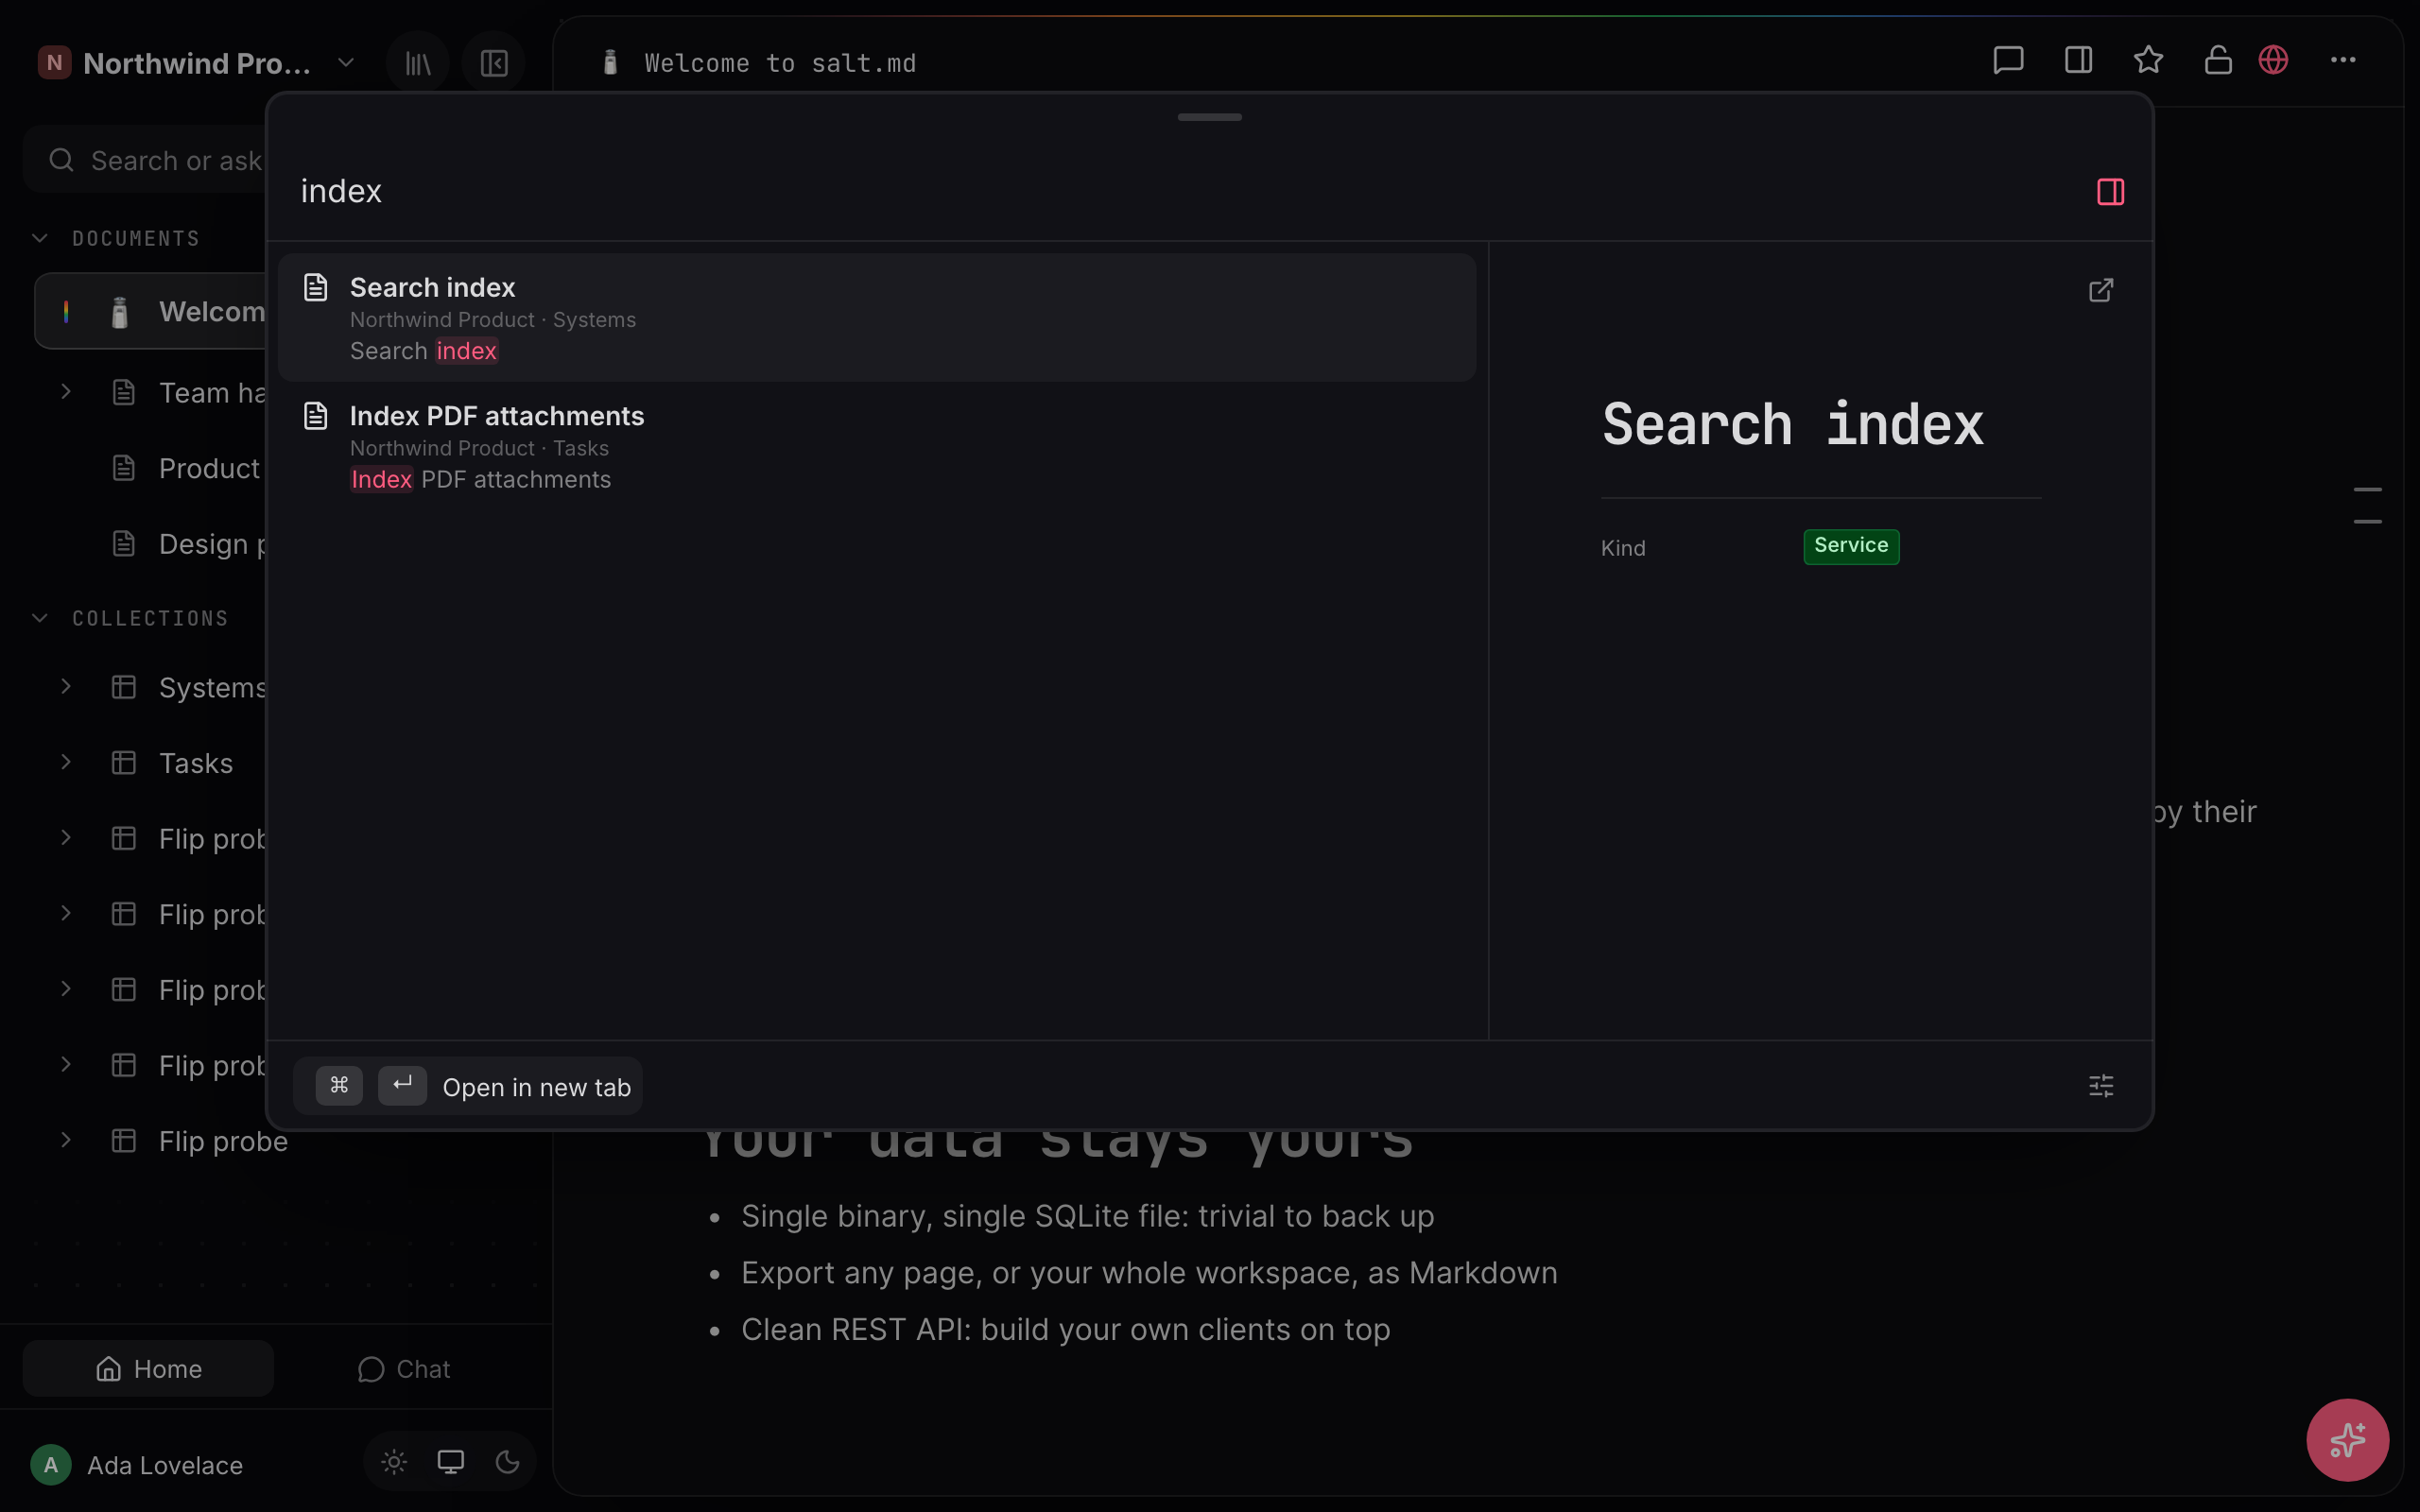 N Northwind Pro...
Welcome to salt.md
Search or ask
DOCUMENTS
Welcom
Team ha
Product
Design p
COLLECTIONS
Systems
Tasks
Flip prob
Flip prob
Flip prob
Flip prob
Flip probe
Home
Chat
A Ada Lovelace
index
Search index
Northwind Product · Systems
Search index
Index PDF attachments
Northwind Product · Tasks
Index PDF attachments
Search index
Kind Service
⌘ Open in new tab
by their
Your data stays yours
• Single binary, single SQLite file: trivial to back up
• Export any page, or your whole workspace, as Markdown
• Clean REST API: build your own clients on top